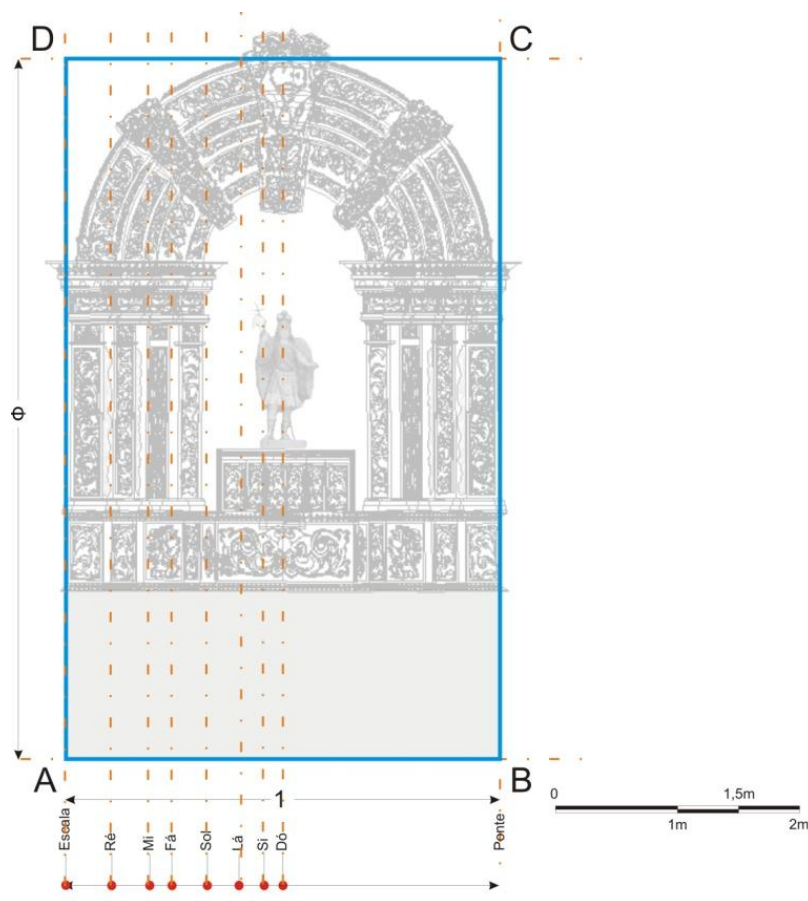 D
C
Φ
A
B
1
0
1,5m
1m
2m
Escala
Ré
Mi
Fá
Sol
Lá
Si
Dó
Ponte